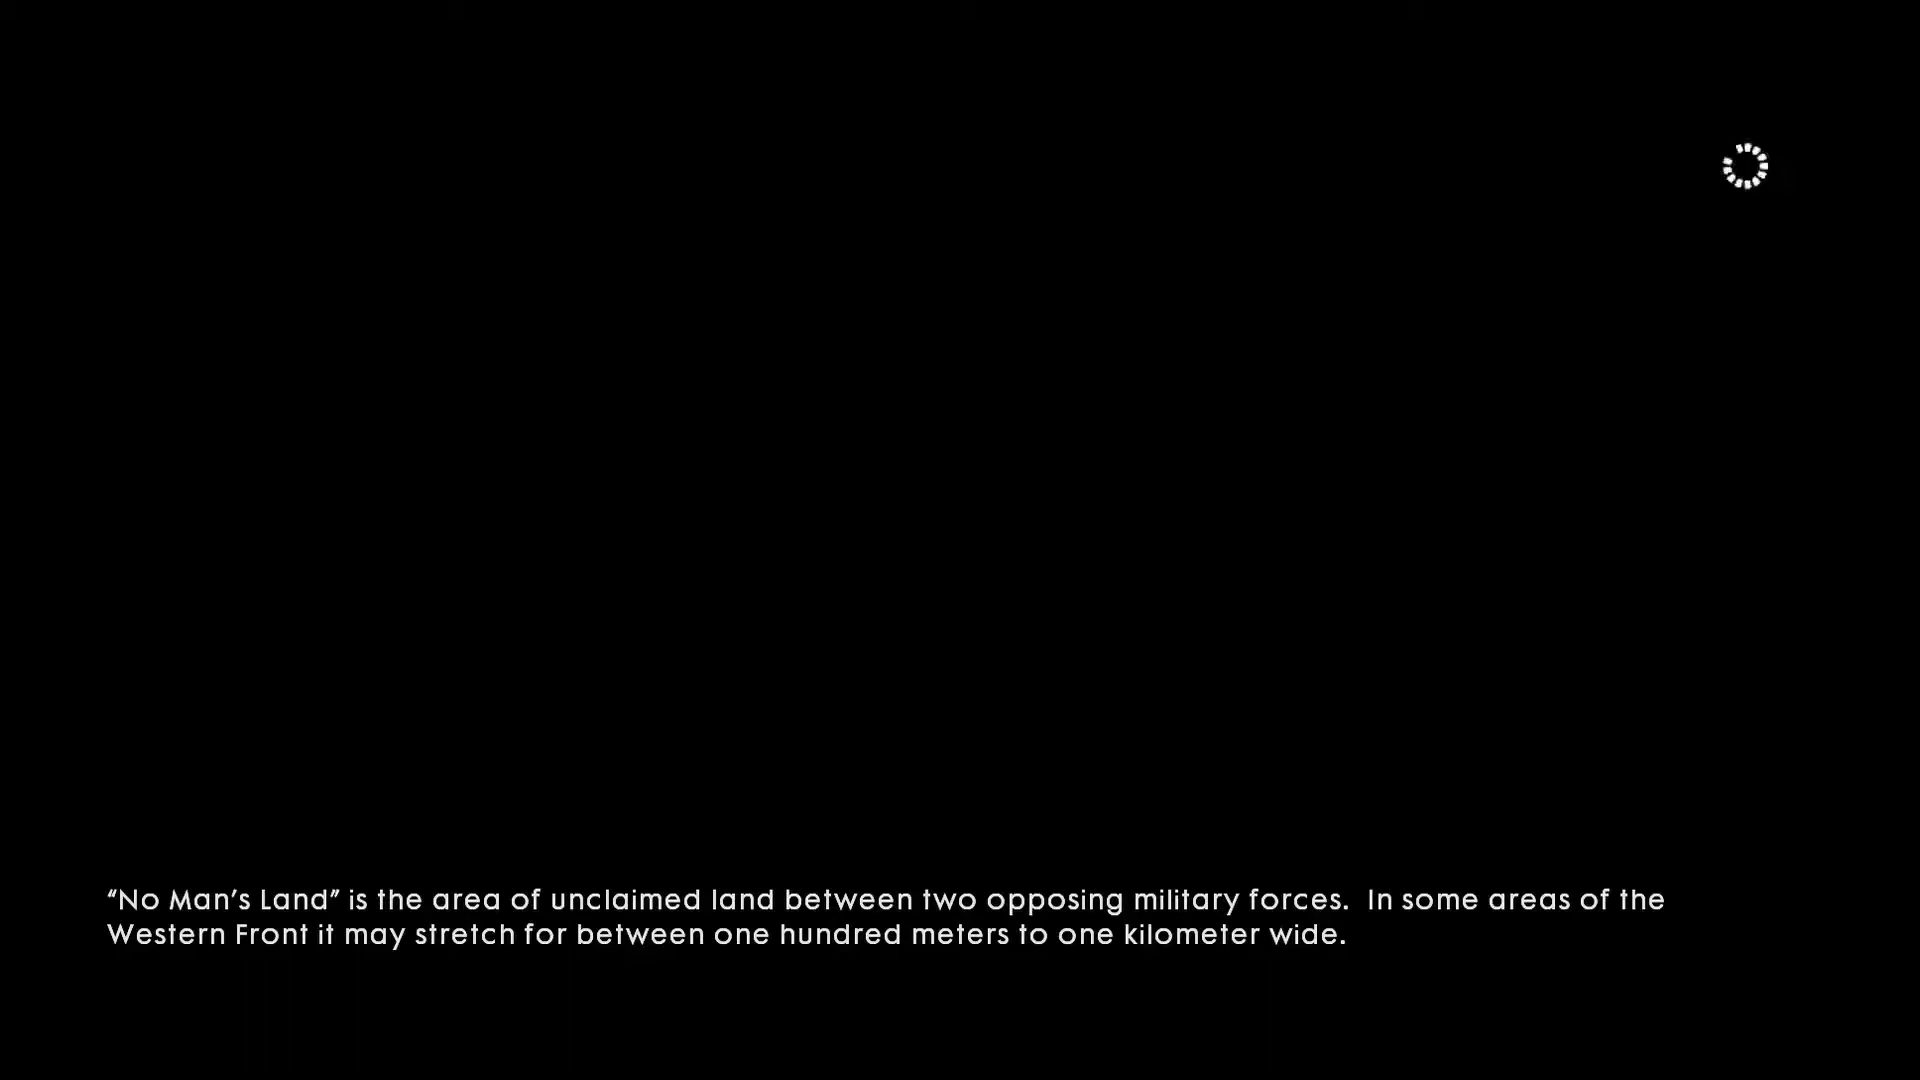 “No Man’s Land” is the area of unclaimed land between two opposing military forces.  In some areas of the
Western Front it may stretch for between one hundred meters to one kilometer wide.